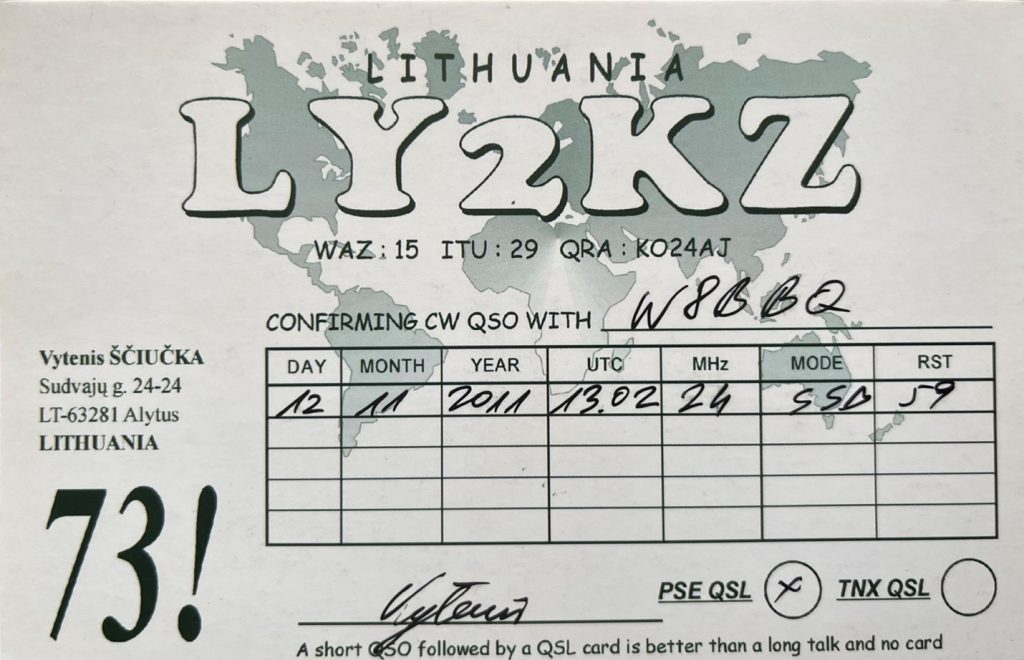 LITHUANIA
LY2KZ
WAZ : 15 ITU : 29 QRA : KO24AJ
CONFIRMING CW QSO WITH W8BBQ
Vytenis ŠČIUČKA
Sudvajų g. 24-24
LT-63281 Alytus
LITHUANIA
DAY MONTH YEAR UTC MHz MODE RST
12 11 2011 13.02 24 SSB 59
73!
Vytenis
PSE QSL x TNX QSL
A short QSO followed by a QSL card is better than a long talk and no card